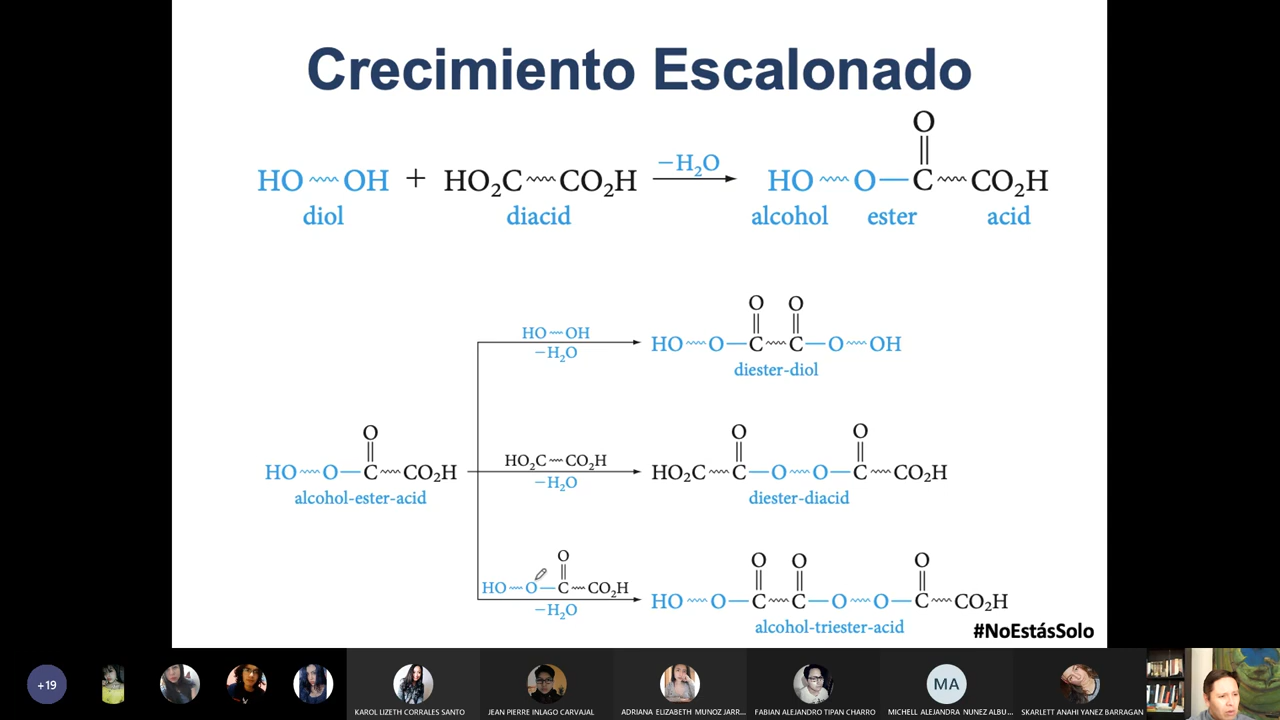 Crecimiento Escalonado
O
HO OH + HO₂C CO₂H −H₂O HO O — C CO₂H
diol diacid alcohol ester acid
O O
HO OH HO O — C C — O OH
−H₂O
diester-diol
O O O
HO O — C CO₂H HO₂C CO₂H HO₂C C — O O — C CO₂H
alcohol-ester-acid −H₂O diester-diacid
O O O O
HO O — C CO₂H HO O — C C — O O — C CO₂H
−H₂O
alcohol-triester-acid
#NoEstásSolo
+19
MA
KAROL LIZETH CORRALES SANTO JEAN PIERRE INLAGO CARVAJAL ADRIANA ELIZABETH MUNOZ JARR... FABIAN ALEJANDRO TIPAN CHARRO MICHELL ALEJANDRA NUNEZ ALBU... SKARLETT ANAHI YANEZ BARRAGAN